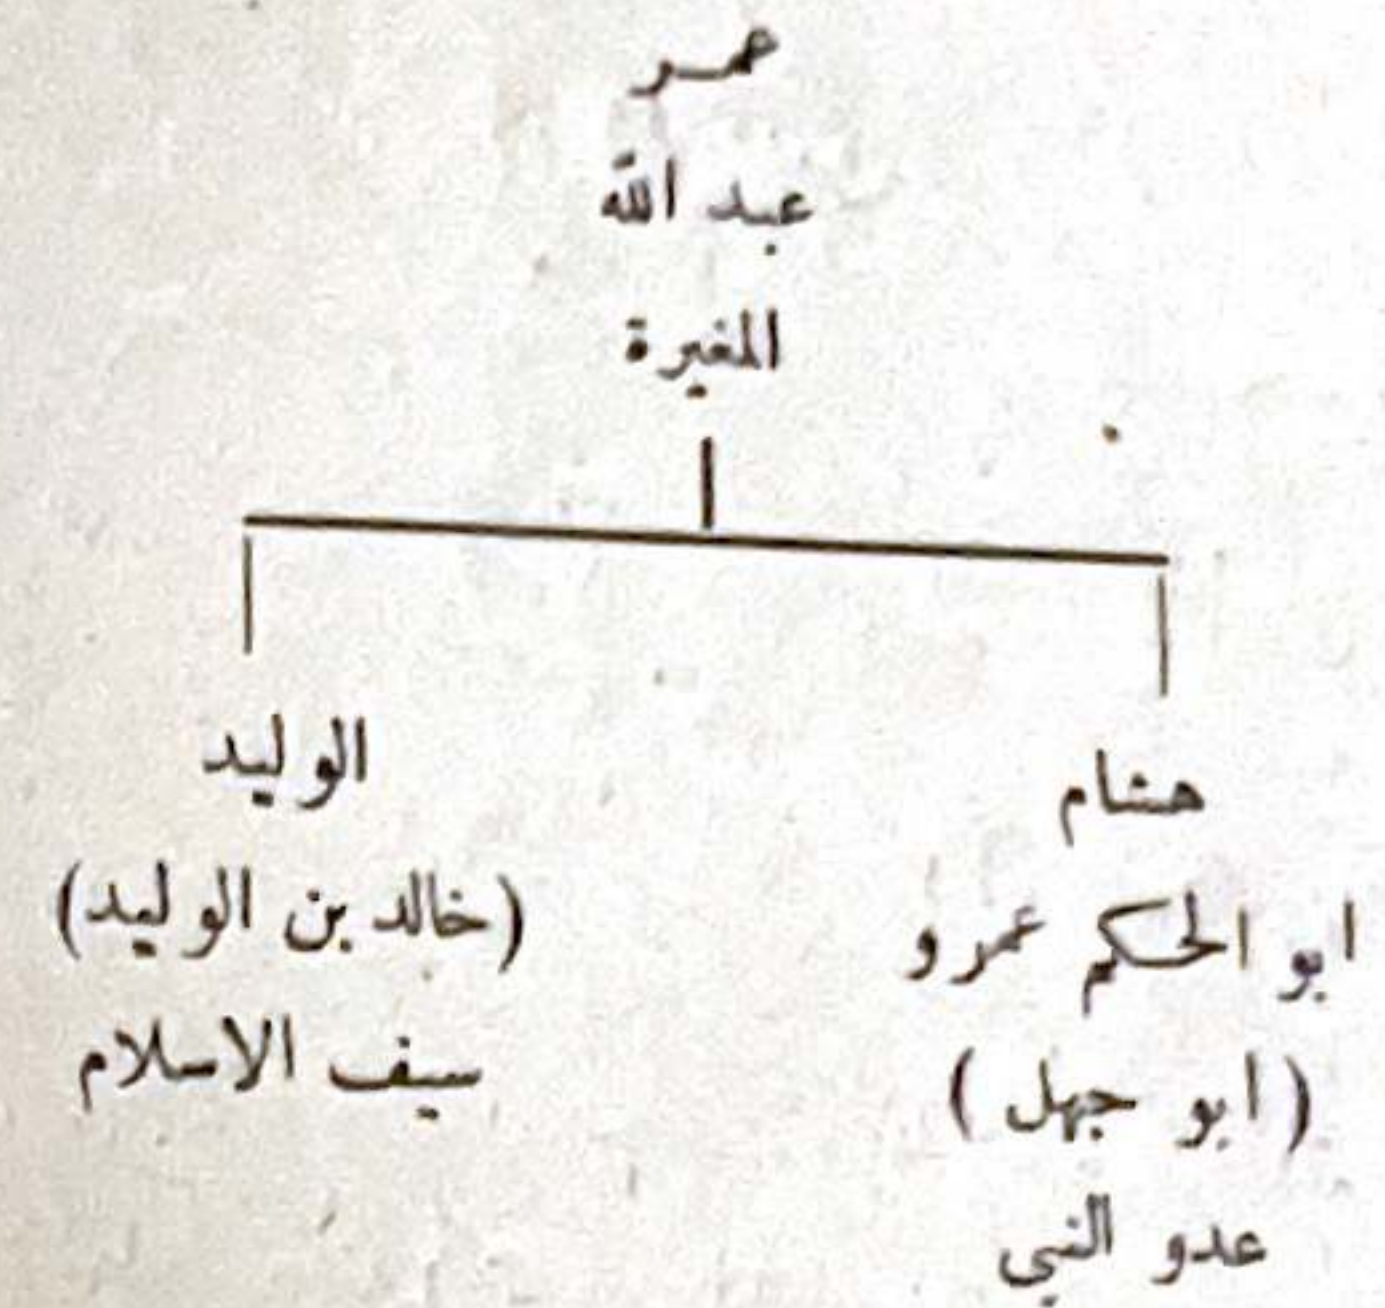 عمر
عبد الله
المغيرة
هشام
ابو الحكم عمرو
( ابو جهل )
عدو النبي
الوليد
(خالد بن الوليد)
سيف الاسلام